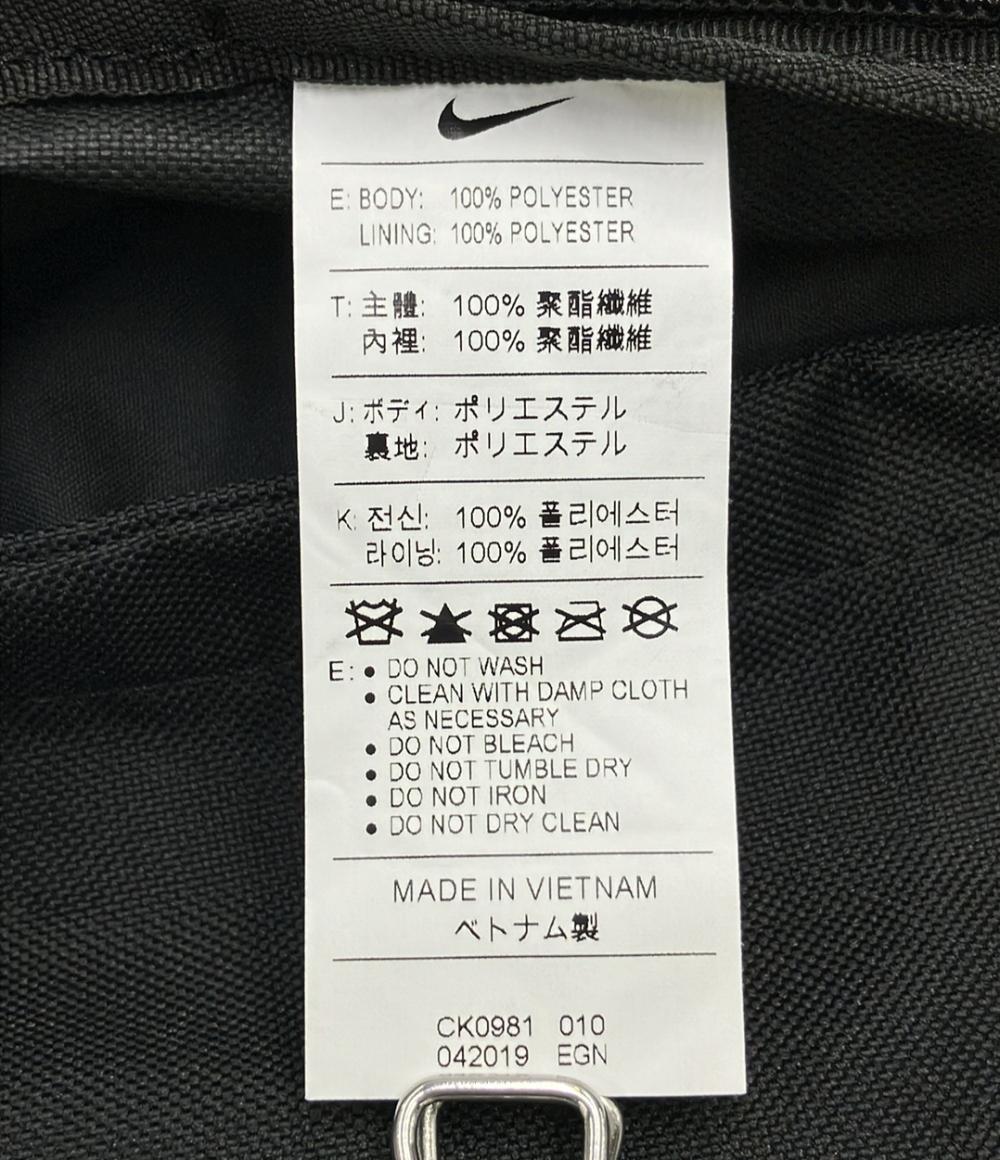 E: BODY: 100% POLYESTER
LINING: 100% POLYESTER
T: 主體: 100% 聚酯纖維
內裡: 100% 聚酯纖維
J: ボディ: ポリエステル
裏地: ポリエステル
K: 전신: 100% 폴리에스터
라이닝: 100% 폴리에스터
E: • DO NOT WASH
• CLEAN WITH DAMP CLOTH
AS NECESSARY
• DO NOT BLEACH
• DO NOT TUMBLE DRY
• DO NOT IRON
• DO NOT DRY CLEAN
MADE IN VIETNAM
ベトナム製
CK0981 010
042019 EGN